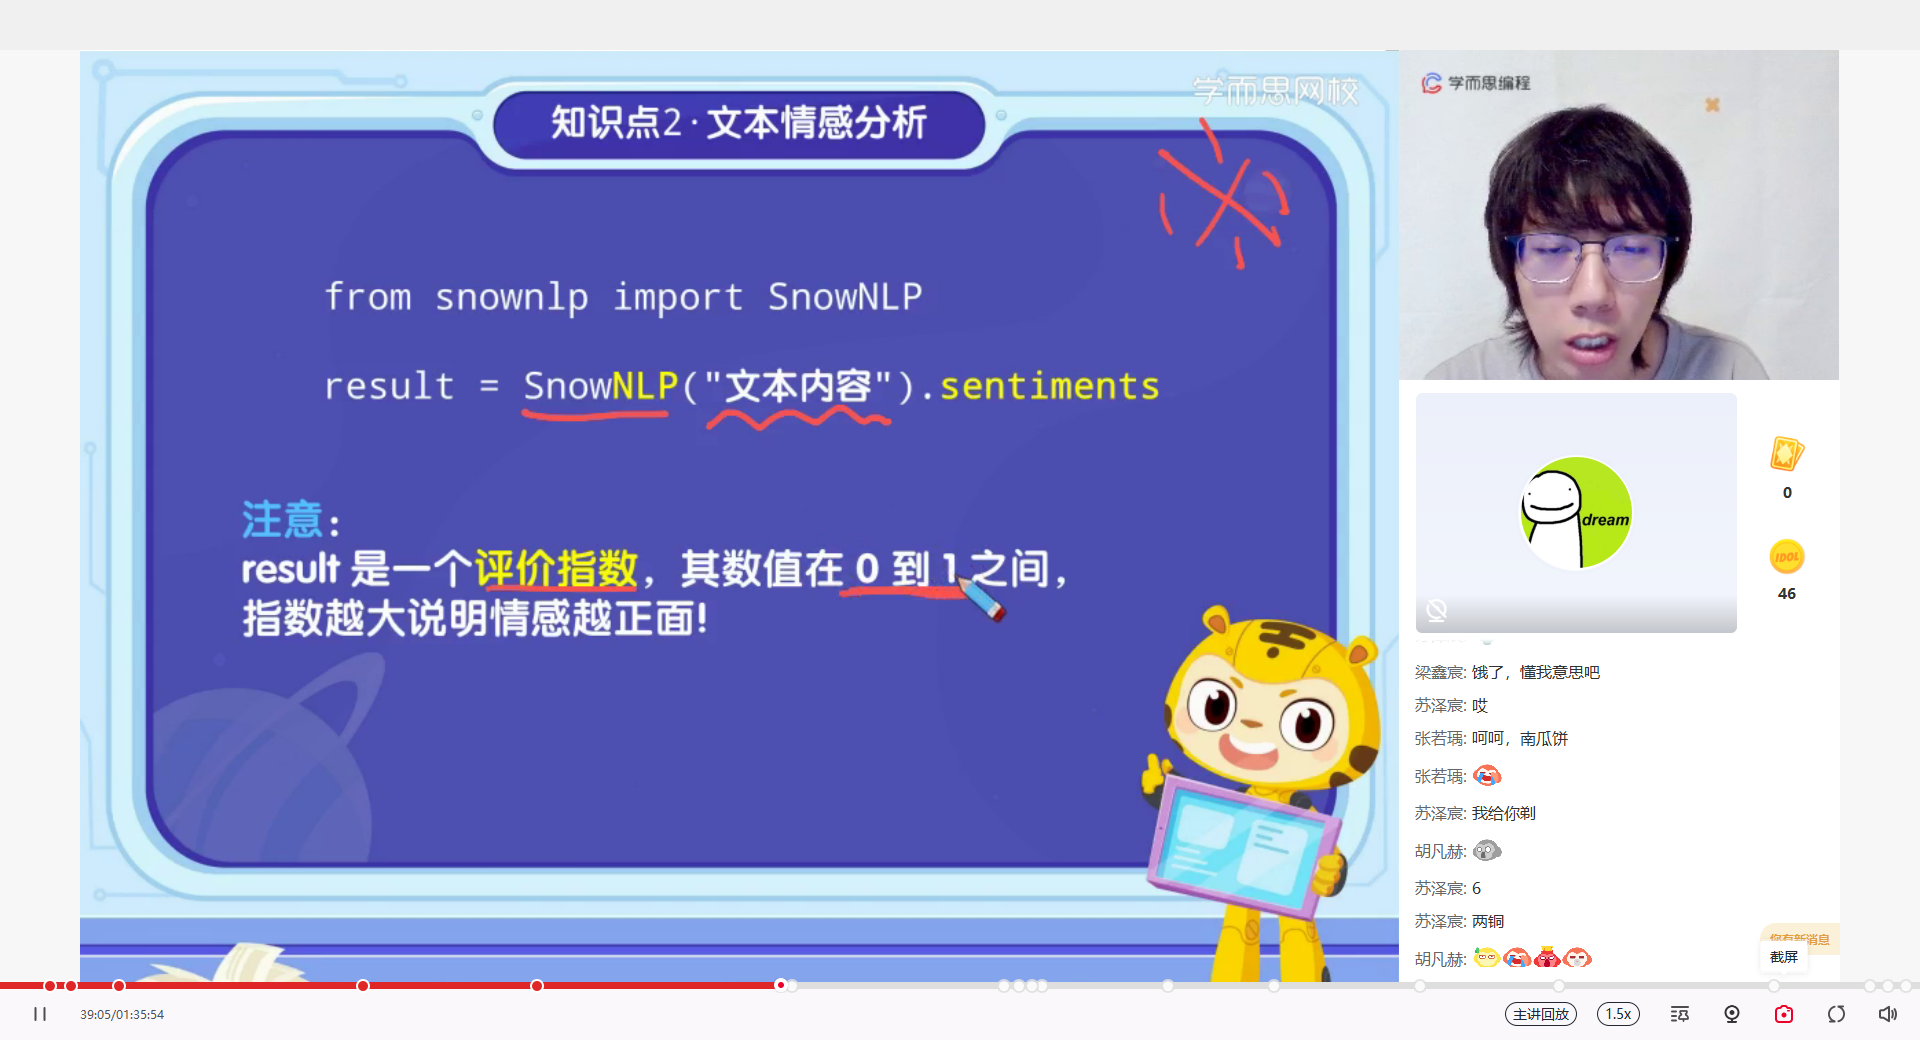 学而思网校
知识点2·文本情感分析
from snownlp import SnowNLP
result = SnowNLP("文本内容").sentiments
注意：
result 是一个评价指数，其数值在 0 到 1 之间，
指数越大说明情感越正面！
学而思编程
dream
0
IDOL
46
梁鑫宸: 饿了，懂我意思吧
苏泽宸: 哎
张若瑀: 呵呵，南瓜饼
张若瑀:
苏泽宸: 我给你剃
胡凡赫:
苏泽宸: 6
苏泽宸: 两铜
胡凡赫:
您有新消息
截屏
39:05/01:35:54
主讲回放
1.5x